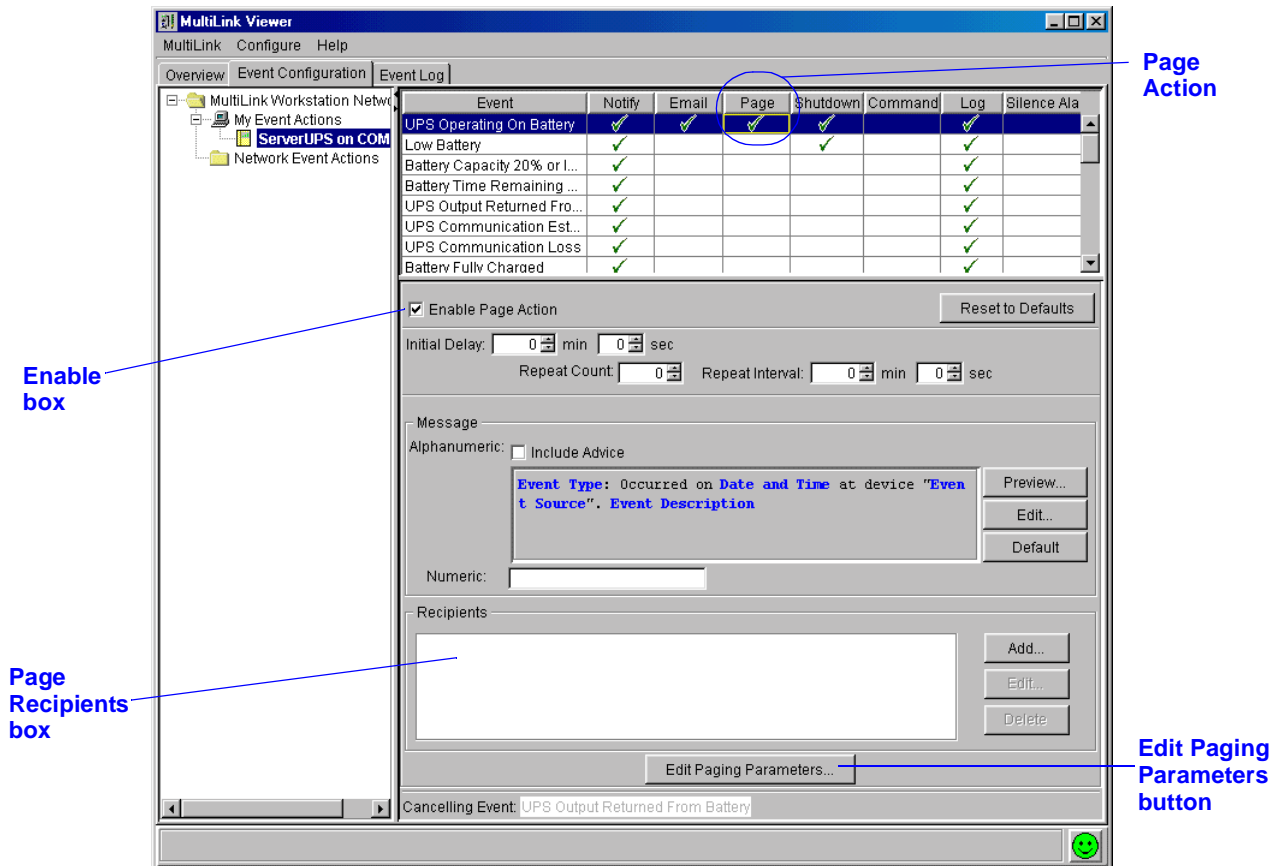 MultiLink Viewer
MultiLink Configure Help
Overview Event Configuration Event Log
MultiLink Workstation Netwo
My Event Actions
ServerUPS on COM
Network Event Actions
Event Notify Email Page Shutdown Command Log Silence Ala
UPS Operating On Battery
Low Battery
Battery Capacity 20% or l...
Battery Time Remaining ...
UPS Output Returned Fro...
UPS Communication Est...
UPS Communication Loss
Battery Fully Charged
Enable Page Action
Reset to Defaults
Initial Delay: 0 min 0 sec
Repeat Count: 0 Repeat Interval: 0 min 0 sec
Message
Alphanumeric: Include Advice
Event Type: Occurred on Date and Time at device "Even
t Source". Event Description
Preview...
Edit...
Default
Numeric:
Recipients
Add...
Edit...
Delete
Edit Paging Parameters...
Cancelling Event: UPS Output Returned From Battery
Page
Action
Enable
box
Page
Recipients
box
Edit Paging
Parameters
button